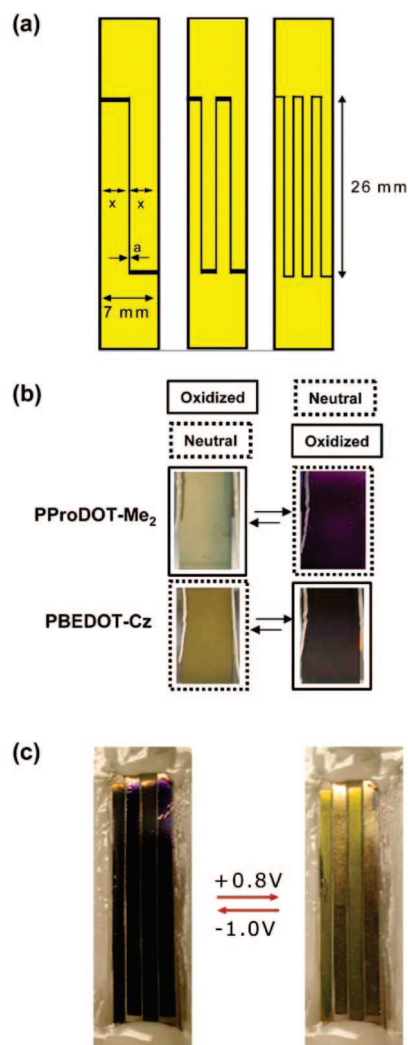 (a)
x x
a
7 mm
26 mm
(b)
Oxidized Neutral
Neutral Oxidized
PProDOT-Me₂
PBEDOT-Cz
(c)
+0.8V
-1.0V